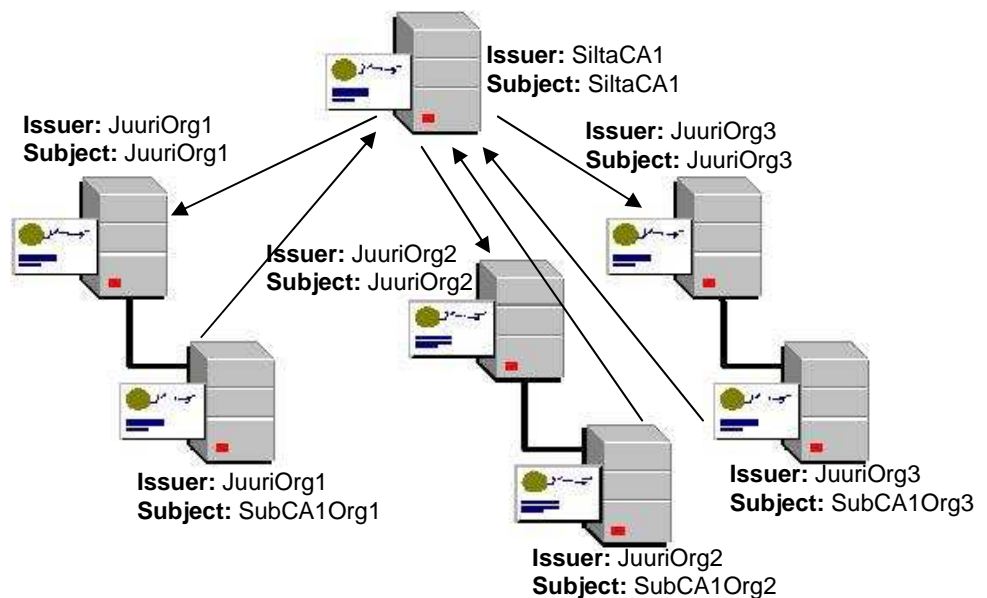 Issuer: SiltaCA1
Subject: SiltaCA1
Issuer: JuuriOrg1
Subject: JuuriOrg1
Issuer: JuuriOrg3
Subject: JuuriOrg3
Issuer: JuuriOrg2
Subject: JuuriOrg2
Issuer: JuuriOrg1
Subject: SubCA1Org1
Issuer: JuuriOrg3
Subject: SubCA1Org3
Issuer: JuuriOrg2
Subject: SubCA1Org2